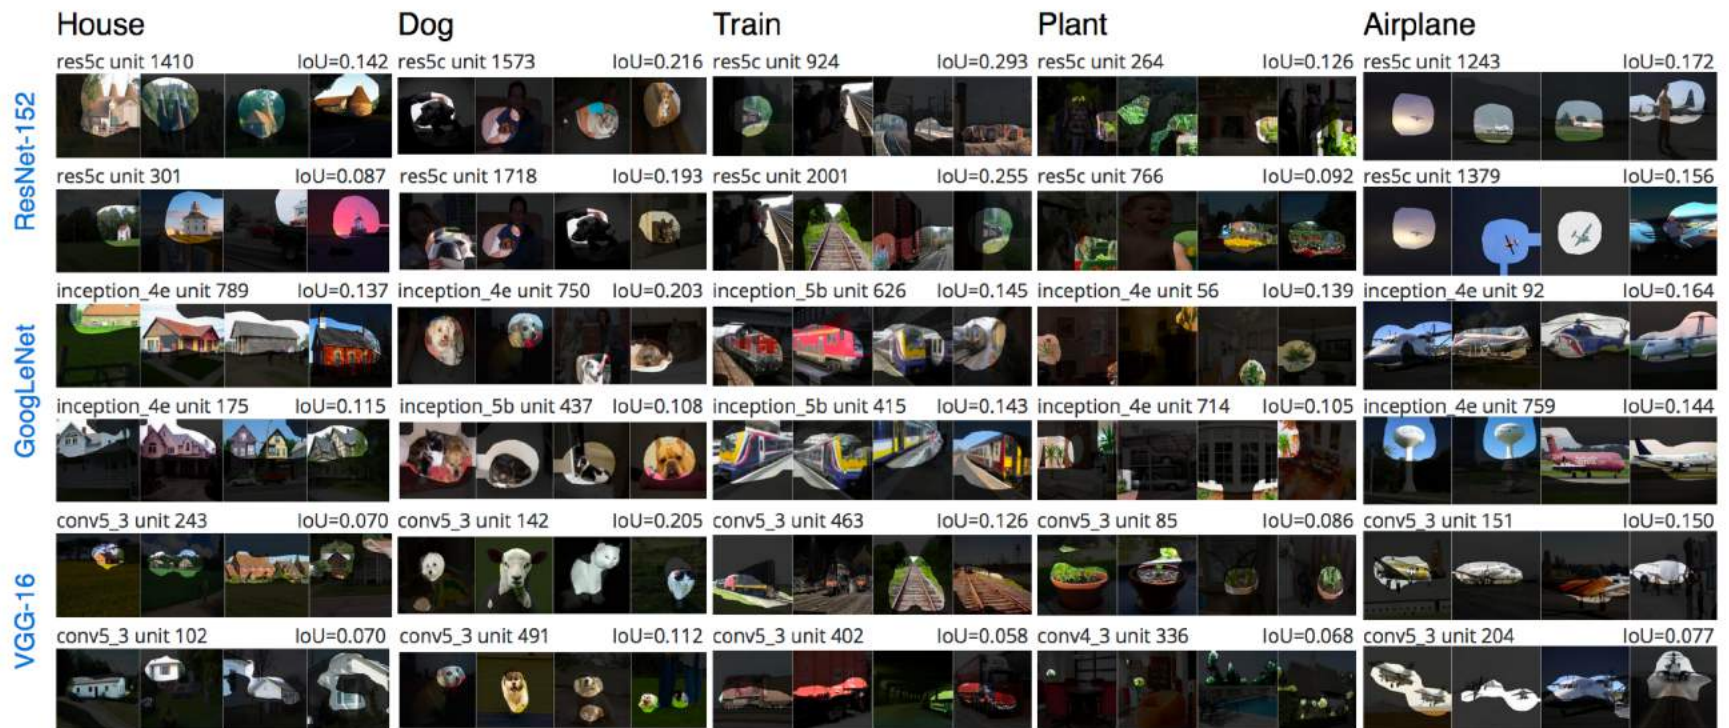 House Dog Train Plant Airplane
ResNet-152
res5c unit 1410 IoU=0.142 res5c unit 1573 IoU=0.216 res5c unit 924 IoU=0.293 res5c unit 264 IoU=0.126 res5c unit 1243 IoU=0.172
res5c unit 301 IoU=0.087 res5c unit 1718 IoU=0.193 res5c unit 2001 IoU=0.255 res5c unit 766 IoU=0.092 res5c unit 1379 IoU=0.156
GoogLeNet
inception_4e unit 789 IoU=0.137 inception_4e unit 750 IoU=0.203 inception_5b unit 626 IoU=0.145 inception_4e unit 56 IoU=0.139 inception_4e unit 92 IoU=0.164
inception_4e unit 175 IoU=0.115 inception_5b unit 437 IoU=0.108 inception_5b unit 415 IoU=0.143 inception_4e unit 714 IoU=0.105 inception_4e unit 759 IoU=0.144
VGG-16
conv5_3 unit 243 IoU=0.070 conv5_3 unit 142 IoU=0.205 conv5_3 unit 463 IoU=0.126 conv5_3 unit 85 IoU=0.086 conv5_3 unit 151 IoU=0.150
conv5_3 unit 102 IoU=0.070 conv5_3 unit 491 IoU=0.112 conv5_3 unit 402 IoU=0.058 conv4_3 unit 336 IoU=0.068 conv5_3 unit 204 IoU=0.077